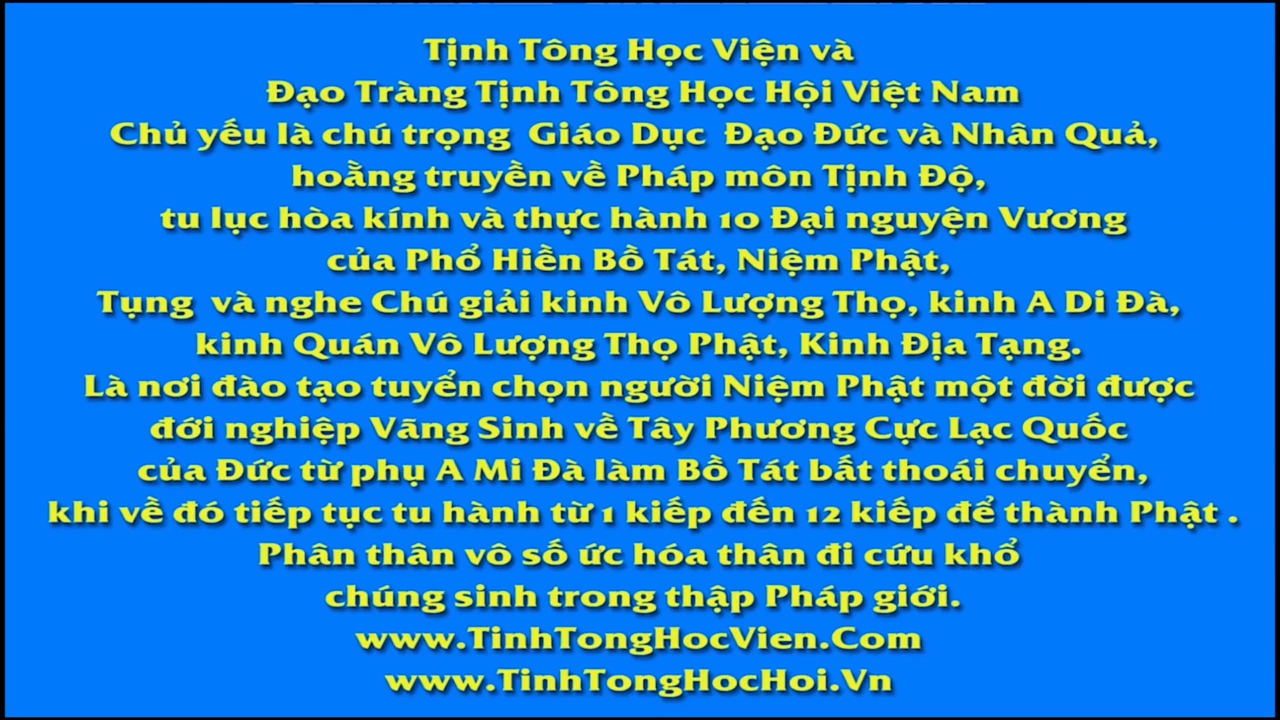 Tịnh Tông Học Viện và
Đạo Tràng Tịnh Tông Học Hội Việt Nam
Chủ yếu là chú trọng Giáo Dục Đạo Đức và Nhân Quả,
hoằng truyền về Pháp môn Tịnh Độ,
tu lục hòa kính và thực hành 10 Đại nguyện Vương
của Phổ Hiền Bồ Tát, Niệm Phật,
Tụng và nghe Chú giải kinh Vô Lượng Thọ, kinh A Di Đà,
kinh Quán Vô Lượng Thọ Phật, Kinh Địa Tạng.
Là nơi đào tạo tuyển chọn người Niệm Phật một đời được
đới nghiệp Vãng Sinh về Tây Phương Cực Lạc Quốc
của Đức từ phụ A Mi Đà làm Bồ Tát bất thoái chuyển,
khi về đó tiếp tục tu hành từ 1 kiếp đến 12 kiếp để thành Phật .
Phân thân vô số ức hóa thân đi cứu khổ
chúng sinh trong thập Pháp giới.
www.TinhTongHocVien.Com
www.TinhTongHocHoi.Vn